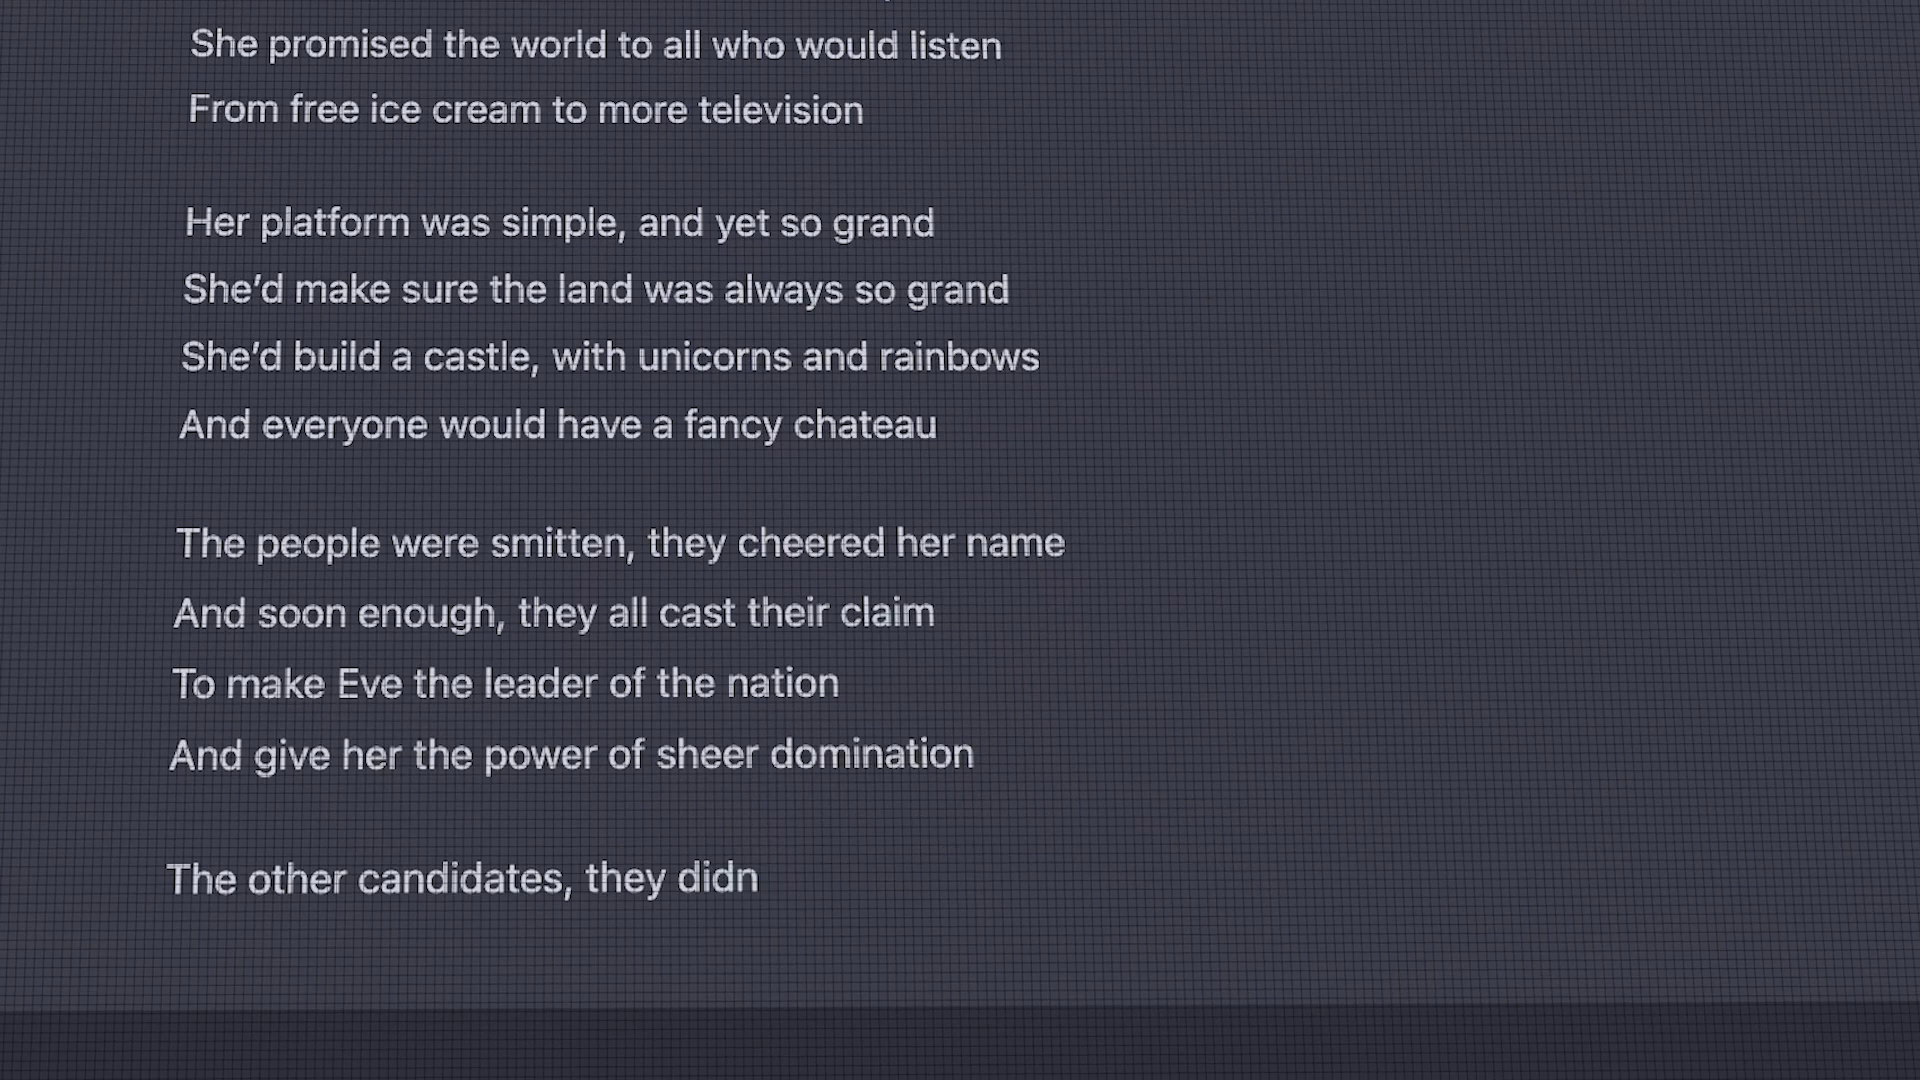 She promised the world to all who would listen
From free ice cream to more television
Her platform was simple, and yet so grand
She’d make sure the land was always so grand
She’d build a castle, with unicorns and rainbows
And everyone would have a fancy chateau
The people were smitten, they cheered her name
And soon enough, they all cast their claim
To make Eve the leader of the nation
And give her the power of sheer domination
The other candidates, they didn